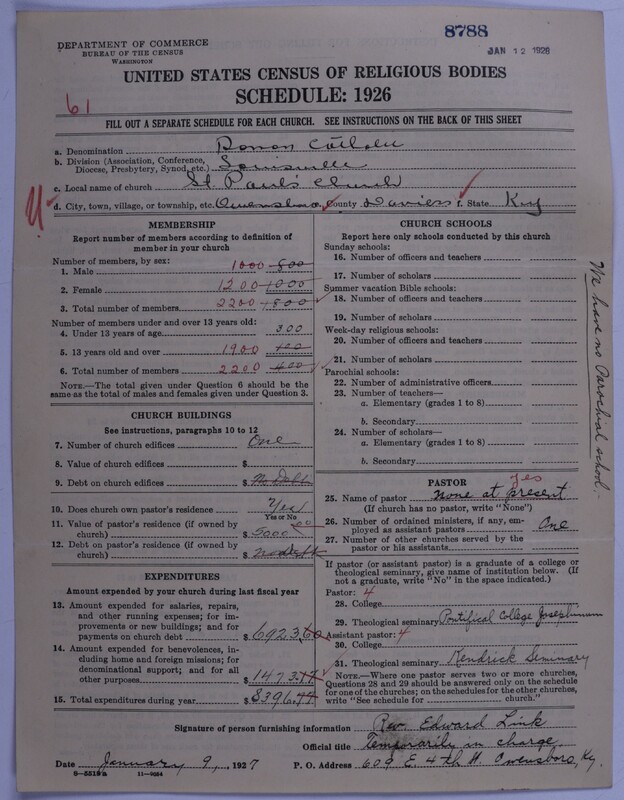 8788
DEPARTMENT OF COMMERCE
BUREAU OF THE CENSUS
WASHINGTON
JAN 12 1928
UNITED STATES CENSUS OF RELIGIOUS BODIES
SCHEDULE: 1926
61
FILL OUT A SEPARATE SCHEDULE FOR EACH CHURCH. SEE INSTRUCTIONS ON THE BACK OF THIS SHEET
a. Denomination Roman Catholic
b. Division (Association, Conference, Diocese, Presbytery, Synod, etc.) Louisville
c. Local name of church St. Paul's Church
d. City, town, village, or township, etc. Owensboro County Daviess f. State Ky
MEMBERSHIP
Report number of members according to definition of
member in your church
Number of members, by sex:
1. Male 1000 800
2. Female 1200 1000
3. Total number of members 2200 1800
Number of members under and over 13 years old:
4. Under 13 years of age 300
5. 13 years old and over 1900 100
6. Total number of members 2200 400
NOTE.—The total given under Question 6 should be
the same as the total of males and females given under Question 3.
CHURCH BUILDINGS
See instructions, paragraphs 10 to 12
7. Number of church edifices One
8. Value of church edifices $
9. Debt on church edifices $ No Debt
10. Does church own pastor's residence? Yes
Yes or No
11. Value of pastor's residence (if owned by
church) $ 5000 00
12. Debt on pastor's residence (if owned by
church) $ No Debt
EXPENDITURES
Amount expended by your church during last fiscal year
13. Amount expended for salaries, repairs,
and other running expenses; for im-
provements or new buildings; and for
payments on church debt $ 6923.60
14. Amount expended for benevolences, in-
cluding home and foreign missions; for
denominational support; and for all
other purposes $ 1473.17
15. Total expenditures during year $ 8396.77
CHURCH SCHOOLS
Report here only schools conducted by this church
Sunday schools:
16. Number of officers and teachers
17. Number of scholars
Summer vacation Bible schools:
18. Number of officers and teachers
19. Number of scholars
Week-day religious schools:
20. Number of officers and teachers
21. Number of scholars
Parochial schools:
22. Number of administrative officers
23. Number of teachers—
a. Elementary (grades 1 to 8)
b. Secondary
24. Number of scholars—
a. Elementary (grades 1 to 8)
b. Secondary
We have no Parochial school.
PASTOR
yes
25. Name of pastor none at present
(If church has no pastor, write "None")
26. Number of ordained ministers, if any, em-
ployed as assistant pastors One
27. Number of other churches served by the
pastor or his assistants
If pastor (or assistant pastor) is a graduate of a college or
theological seminary, give name of institution below. (If
not a graduate, write "No" in the space indicated.)
Pastor: 4
28. College
29. Theological seminary Pontifical College Josephinum
Assistant pastor: 4
30. College
31. Theological seminary Kendrick Seminary
NOTE.—Where one pastor serves two or more churches,
Questions 28 and 29 should be answered only on the schedule
for one of the churches; on the schedules for the other churches,
write "See schedule for church."
Signature of person furnishing information Rev. Edward Link
Official title Temporarily in charge.
Date January 9, 1927 P. O. Address 609 E. 4th St. Owensboro, Ky.
8—5519a 11—9684